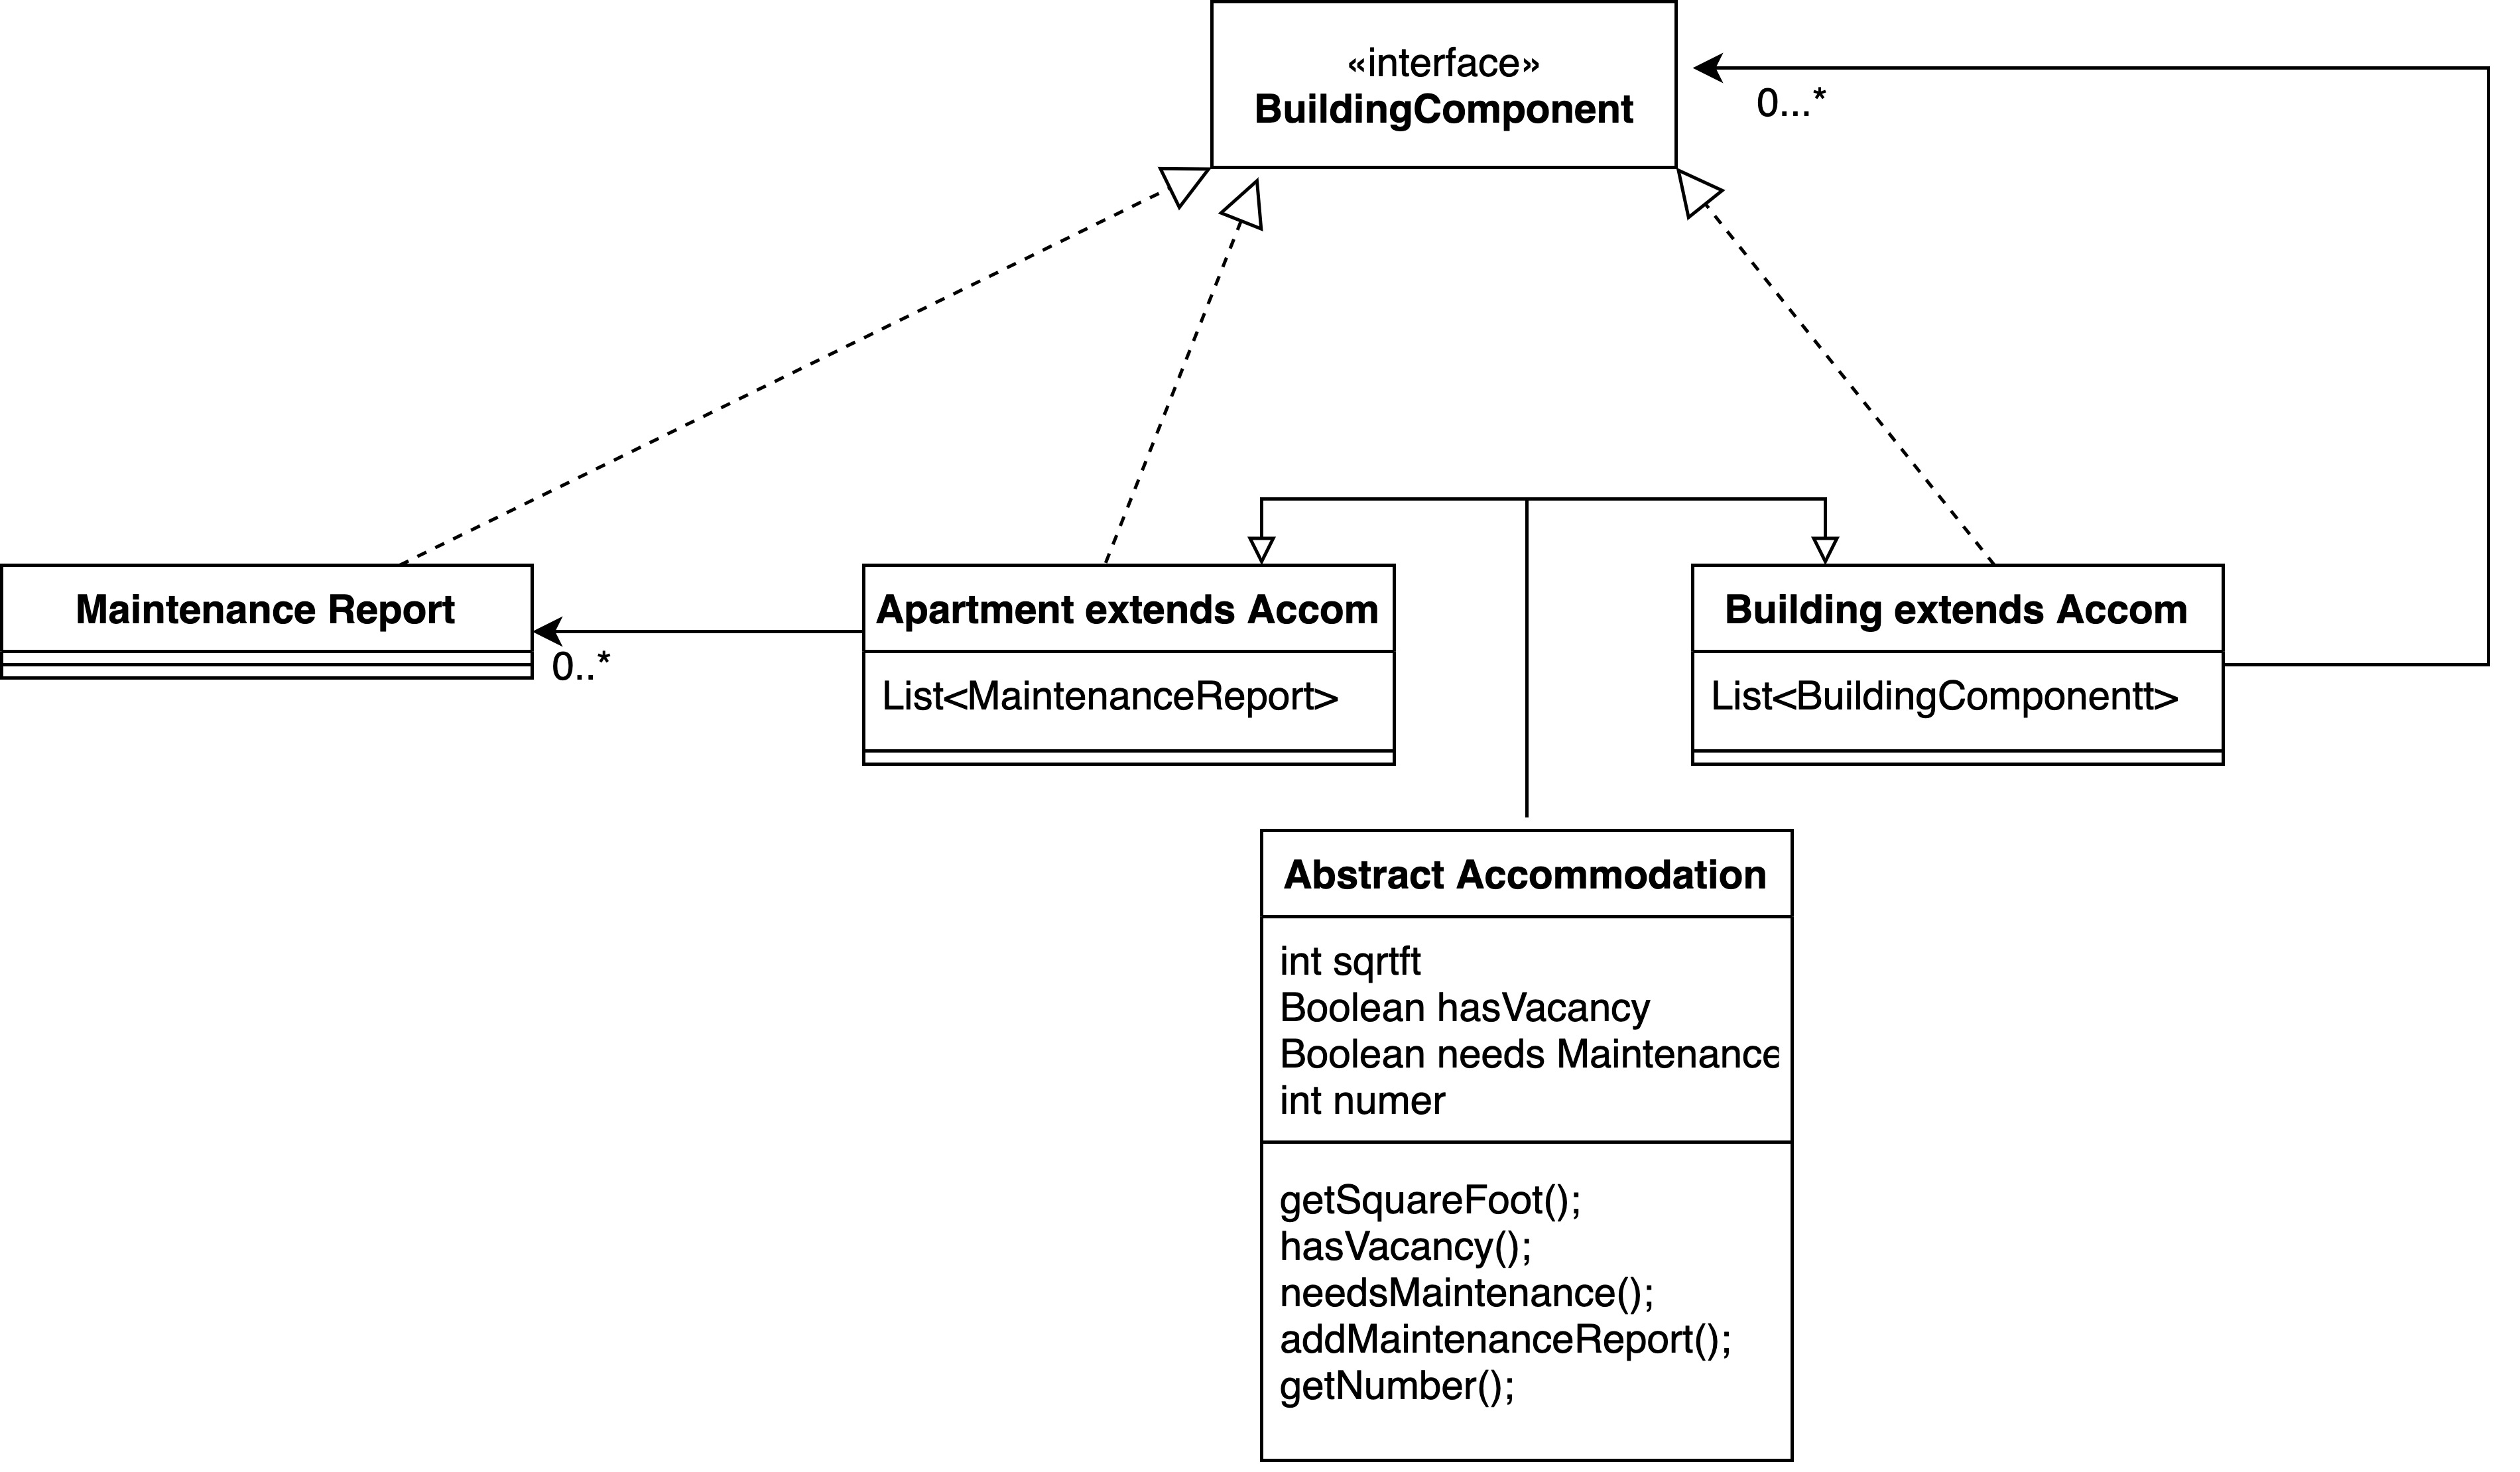 «interface»
BuildingComponent
0...*
Maintenance Report
0..*
Apartment extends Accom
List<MaintenanceReport>
Building extends Accom
List<BuildingComponentt>
Abstract Accommodation
int sqrtft
Boolean hasVacancy
Boolean needs Maintenance
int numer
getSquareFoot();
hasVacancy();
needsMaintenance();
addMaintenanceReport();
getNumber();